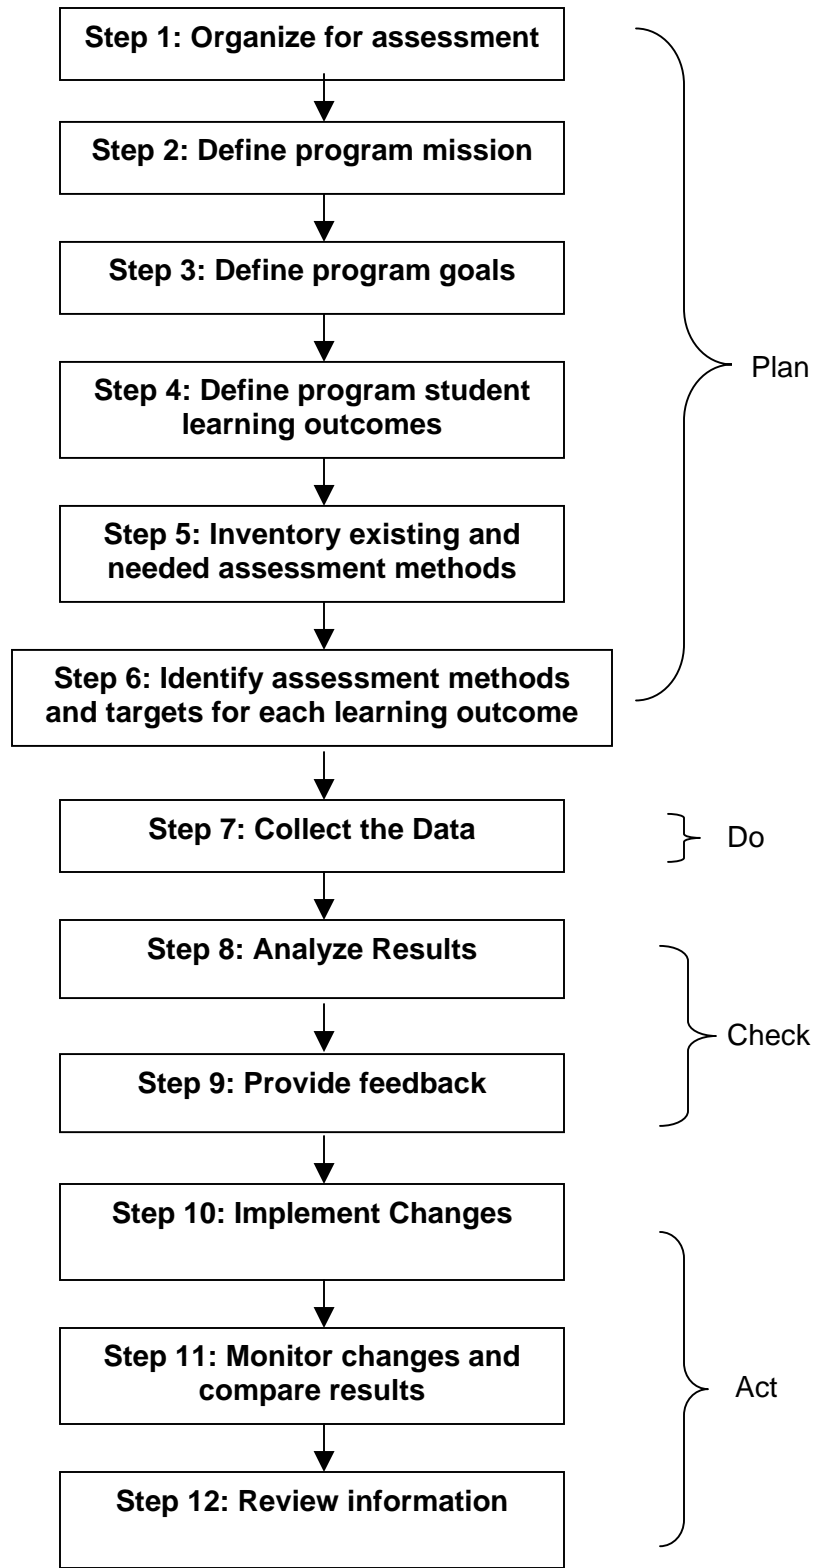 Step 1: Organize for assessment
Step 2: Define program mission
Step 3: Define program goals
Step 4: Define program student
learning outcomes
Plan
Step 5: Inventory existing and
needed assessment methods
Step 6: Identify assessment methods
and targets for each learning outcome
Step 7: Collect the Data
Do
Step 8: Analyze Results
Check
Step 9: Provide feedback
Step 10: Implement Changes
Step 11: Monitor changes and
compare results
Act
Step 12: Review information